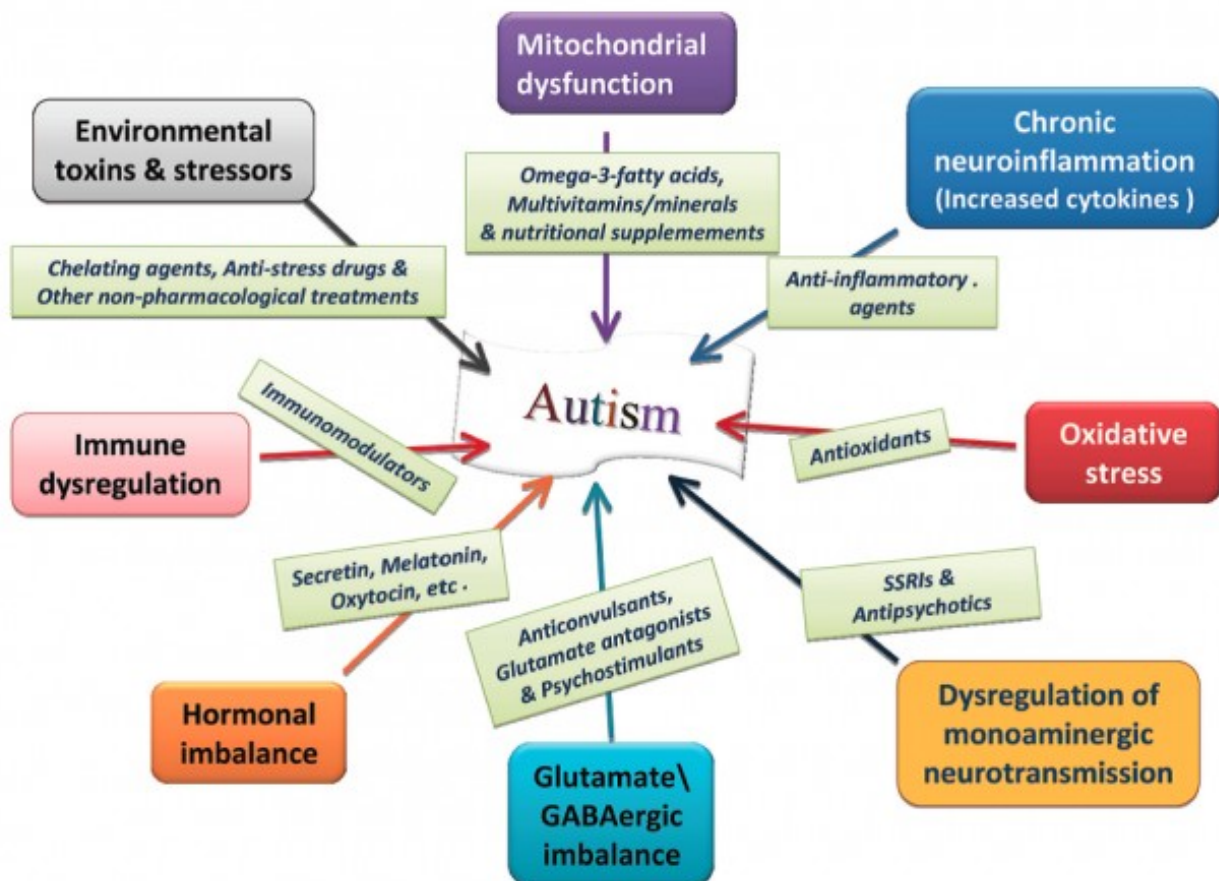 Mitochondrial
dysfunction
Environmental
toxins & stressors
Chronic
neuroinflammation
(Increased cytokines )
Omega-3-fatty acids,
Multivitamins/minerals
& nutritional supplemements
Chelating agents, Anti-stress drugs &
Other non-pharmacological treatments
Anti-inflammatory .
agents
Autism
Immunomodulators
Immune
dysregulation
Antioxidants
Oxidative
stress
Secretin, Melatonin,
Oxytocin, etc .
Anticonvulsants,
Glutamate antagonists
& Psychostimulants
SSRIs &
Antipsychotics
Hormonal
imbalance
Glutamate\
GABAergic
imbalance
Dysregulation of
monoaminergic
neurotransmission